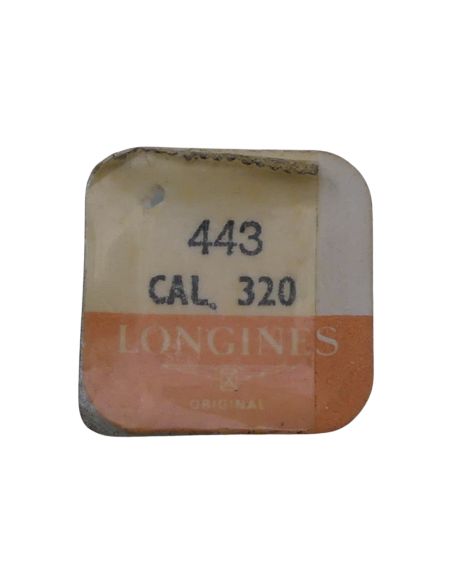 443
CAL. 320
LONGINES
ORIGINAL